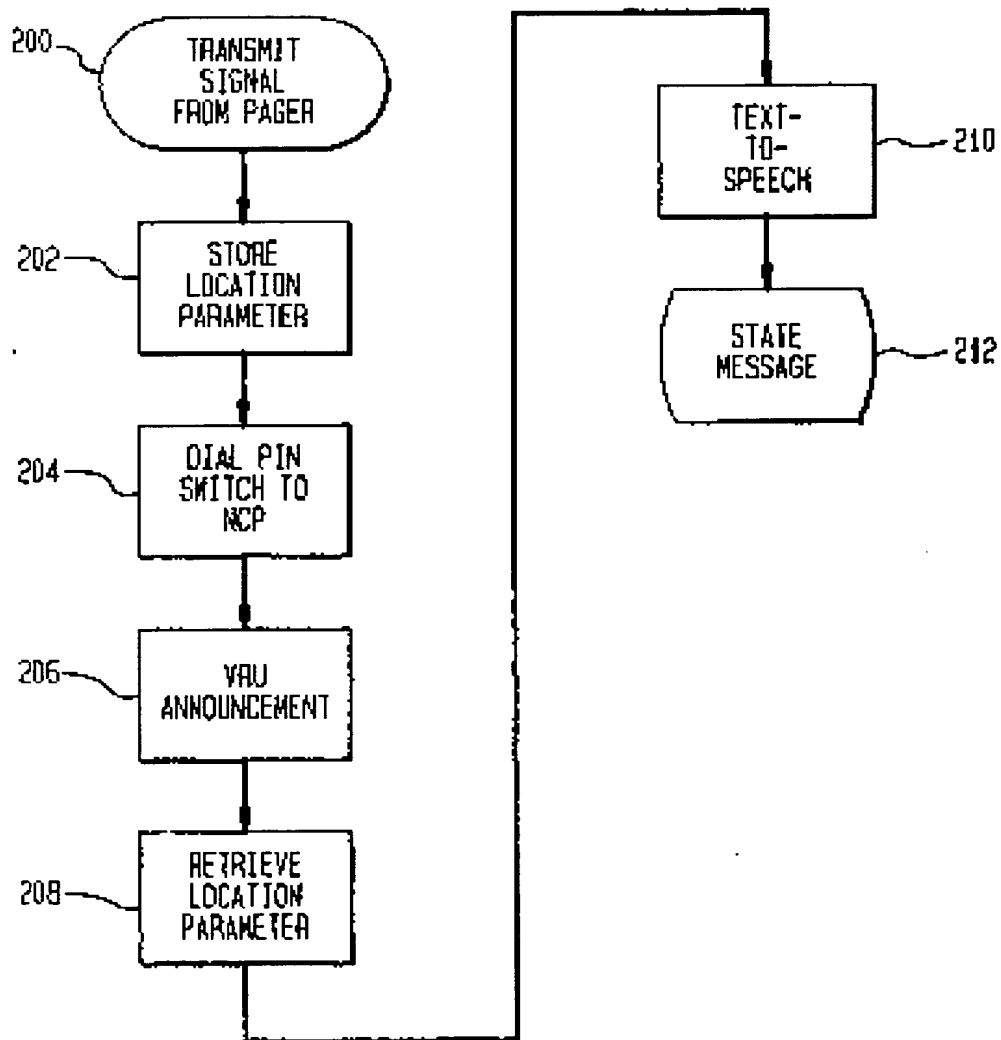 200
TRANSMIT
SIGNAL
FROM PAGER
202
STORE
LOCATION
PARAMETER
204
DIAL PIN
SWITCH TO
NCP
206
VRU
ANNOUNCEMENT
208
RETRIEVE
LOCATION
PARAMETER
TEXT-
TO-
SPEECH
210
STATE
MESSAGE
212